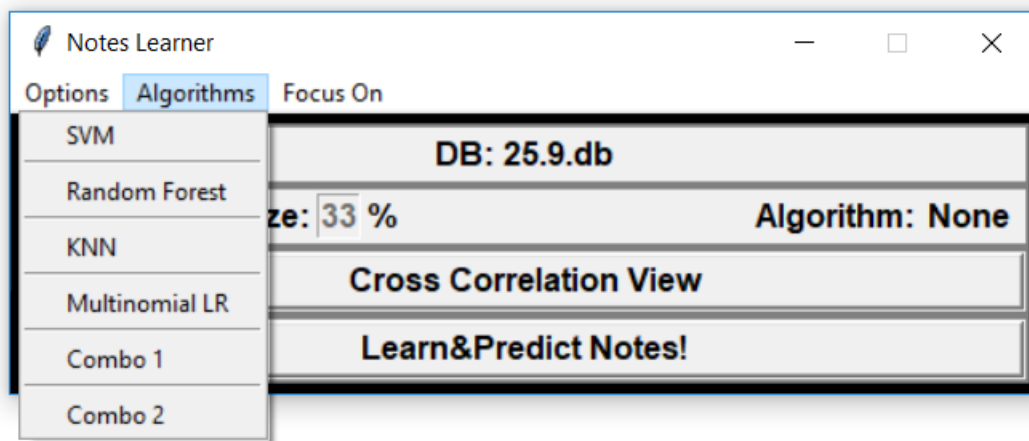 Notes Learner
Options Algorithms Focus On
SVM
DB: 25.9.db
Random Forest
ze: 33 % Algorithm: None
KNN
Cross Correlation View
Multinomial LR
Combo 1
Learn&Predict Notes!
Combo 2